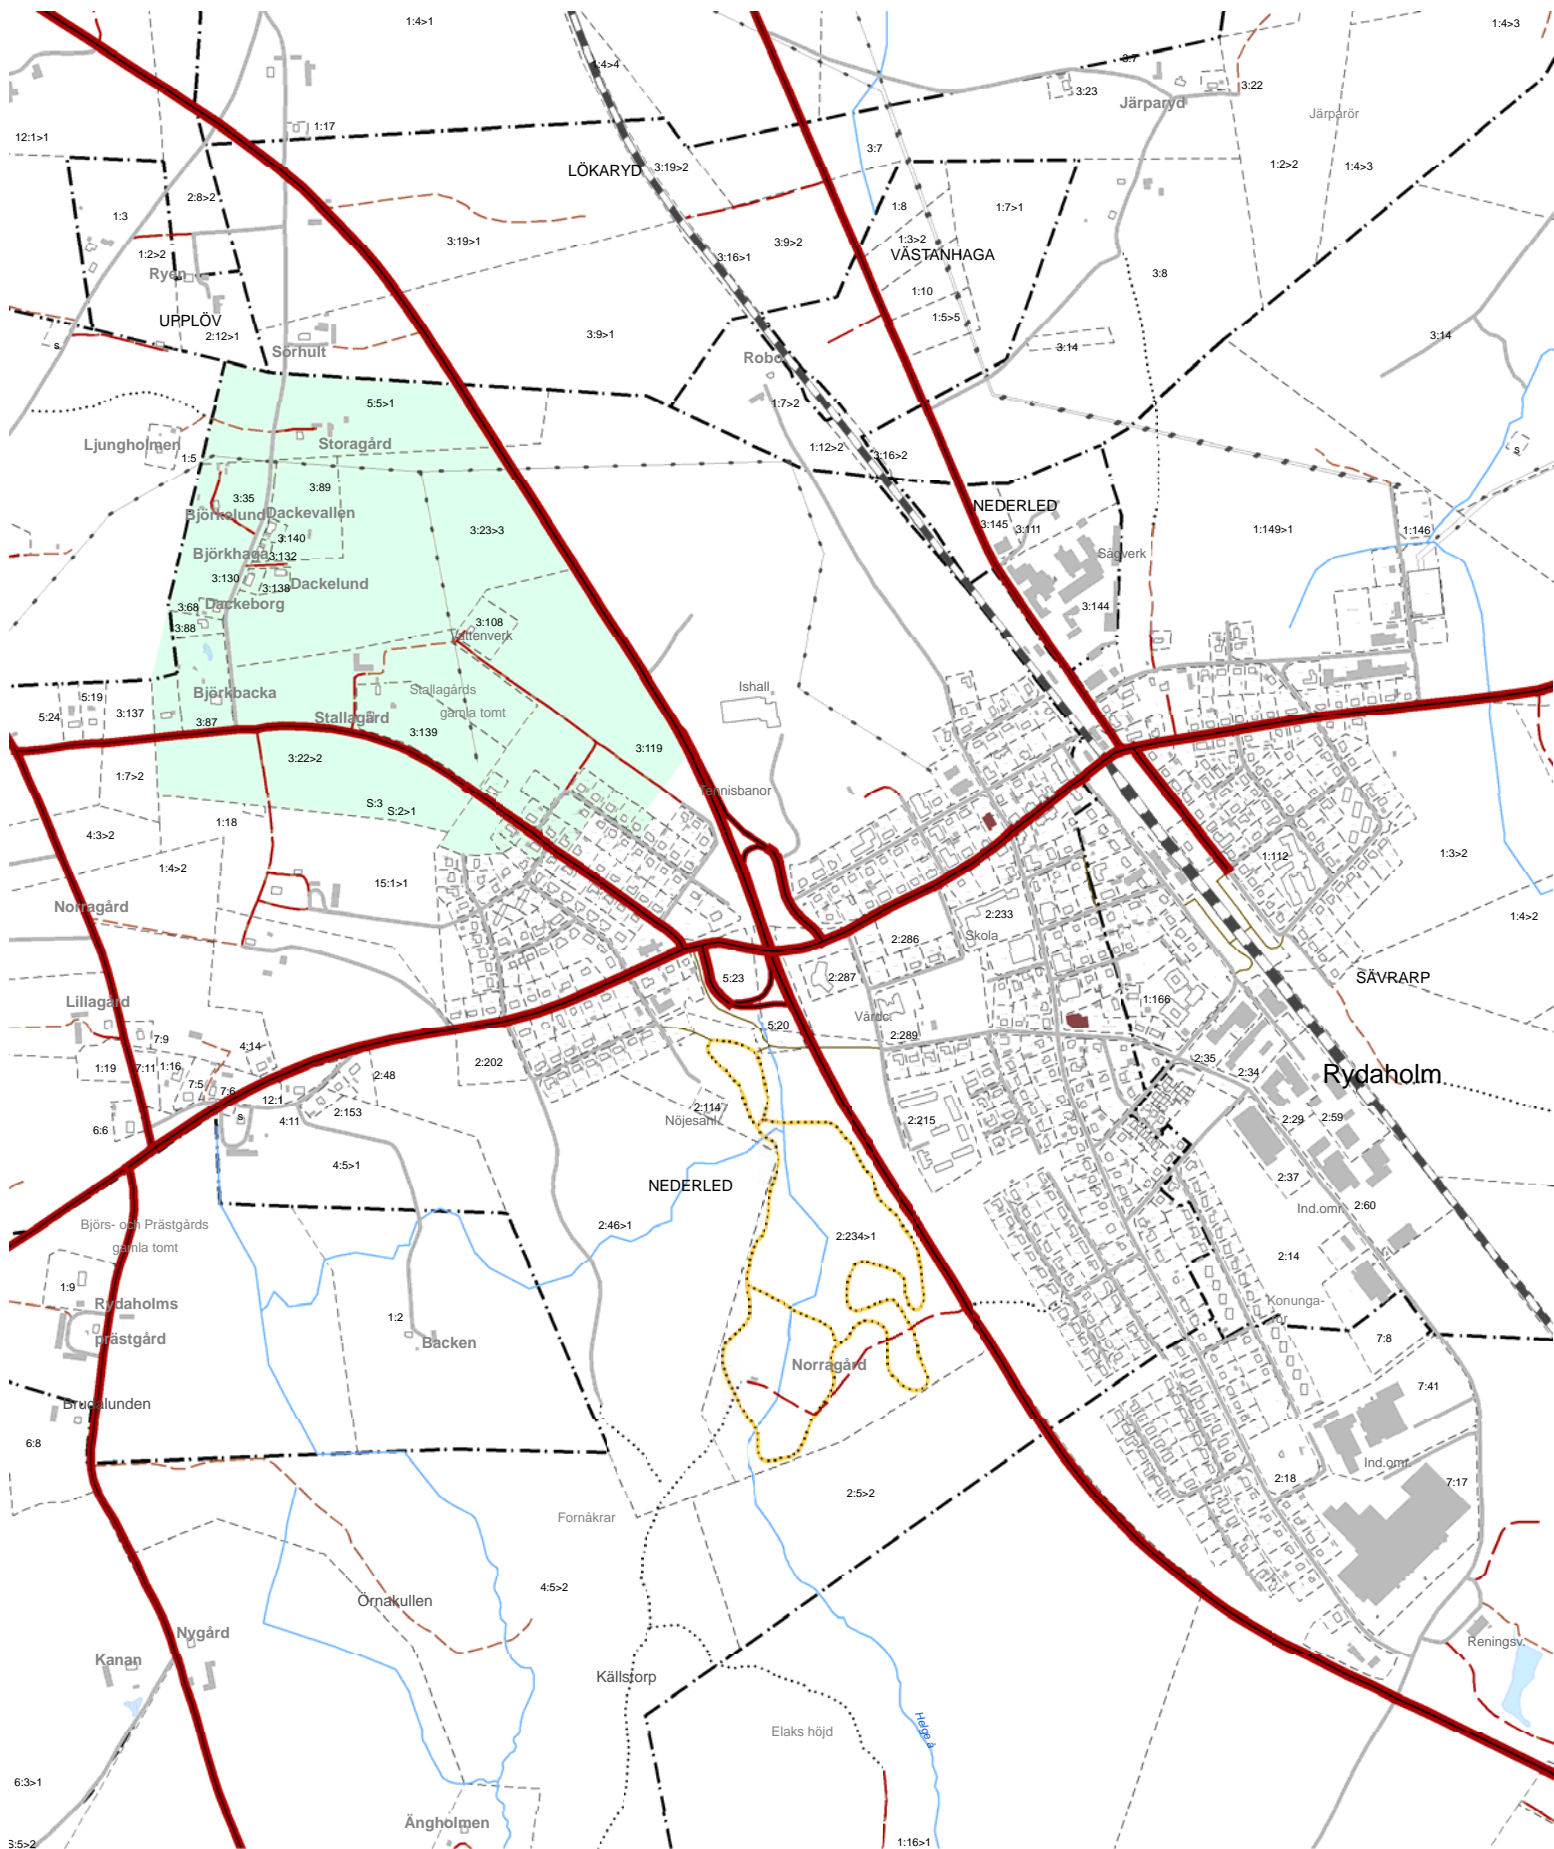 1:4>1
1:4>3
1:4>4
3:7
3:23
3:22
Järparyd
Järparör
12:1>1
1:17
3:7
LÖKARYD
3:19>2
1:2>2
1:4>3
2:8>2
1:3
1:8
1:7>1
3:19>1
3:9>2
1:3>2
1:2>2
3:16>1
VÄSTANHAGA
Ryen
3:8
1:10
UPPLÖV
1:5>5
2:12>1
3:9>1
3:14
3:14
s
Sörhult
Robo
5:5>1
1:7>2
Ljungholmen
Storagård
1:12>2
s
1:5
3:16>2
3:89
3:35
NEDERLED
Björkelund
Dackevallen
3:145
3:111
1:149>1
1:146
3:23>3
3:140
Björkhaga
3:132
Sågverk
3:130
Dackelund
3:138
3:68
Dackeborg
3:144
3:88
3:108
Vattenverk
Björkbacka
Stallagårds
gamla tomt
Ishall
5:19
5:24
3:137
3:87
Stallagård
3:139
3:119
3:22>2
1:7>2
Tennisbanor
S:3
S:2>1
1:18
4:3>2
1:3>2
1:112
1:4>2
15:1>1
Norragård
2:233
1:4>2
Skola
2:286
5:23
2:287
SÄVRARP
Lillagård
1:166
Vårdc.
5:20
2:289
7:9
4:14
2:202
2:35
1:19
7:11
1:16
2:48
2:34
Rydaholm
7:5
7:6
12:1
2:114
s
2:153
Nöjesanl.
2:215
2:29
2:59
6:6
4:11
4:5>1
2:37
NEDERLED
2:60
Ind.omr.
Björs- och Prästgårds
gamla tomt
2:46>1
2:234>1
2:14
1:9
Rydaholms
prästgård
Konunga-
1:2
Backen
7:8
Norragård
7:41
Brudalunden
6:8
Ind.omr.
2:18
7:17
2:5>2
Fornåkrar
4:5>2
Örnakullen
Nygård
Reningsv.
Kanan
Källstorp
Elaks höjd
Helge å
6:3>1
Ängholmen
6:5>2
1:16>1